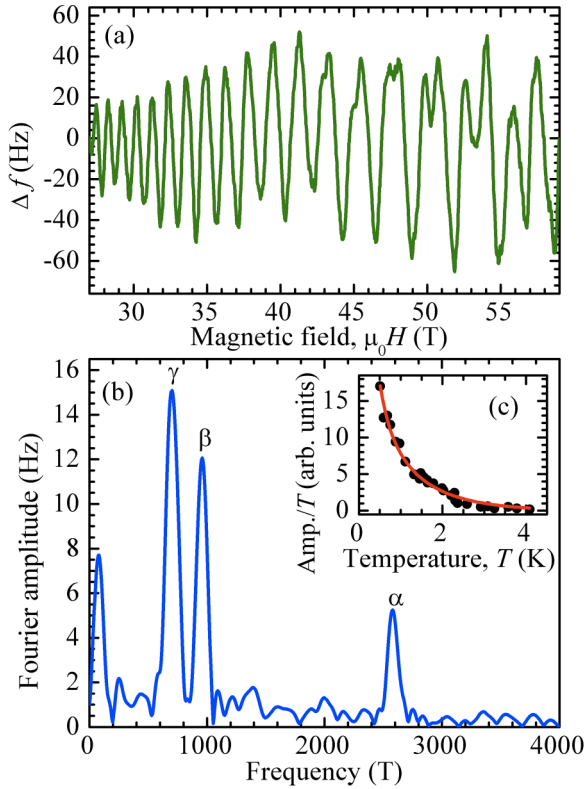 (a)
60
40
20
0
-20
-40
-60
Δf (Hz)
30 35 40 45 50 55
Magnetic field, μ₀H (T)
(b)
16
14
12
10
8
6
4
2
0
Fourier amplitude (Hz)
γ
β
α
(c)
15
10
5
0
Amp./T (arb. units)
0 2 4
Temperature, T (K)
0 1000 2000 3000 4000
Frequency (T)